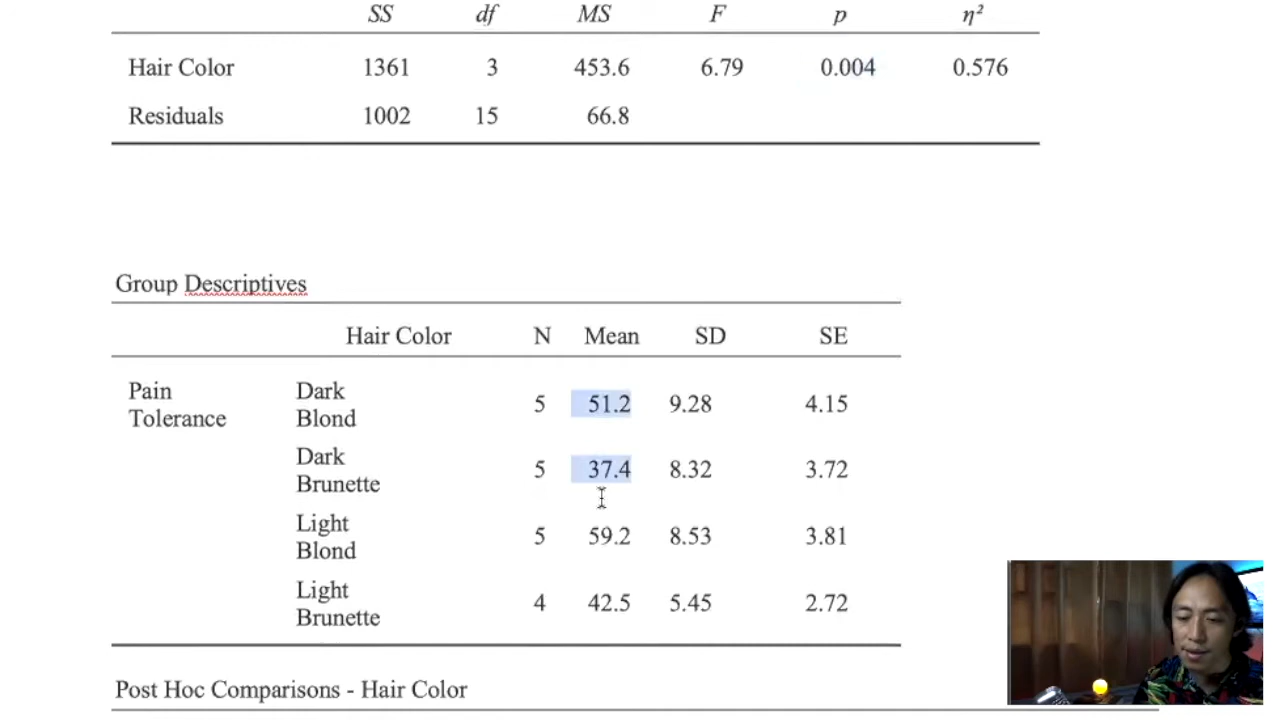 SS df MS F p η²
Hair Color 1361 3 453.6 6.79 0.004 0.576
Residuals 1002 15 66.8
Group Descriptives
Hair Color N Mean SD SE
Pain Tolerance Dark Blond 5 51.2 9.28 4.15
Dark Brunette 5 37.4 8.32 3.72
Light Blond 5 59.2 8.53 3.81
Light Brunette 4 42.5 5.45 2.72
Post Hoc Comparisons - Hair Color